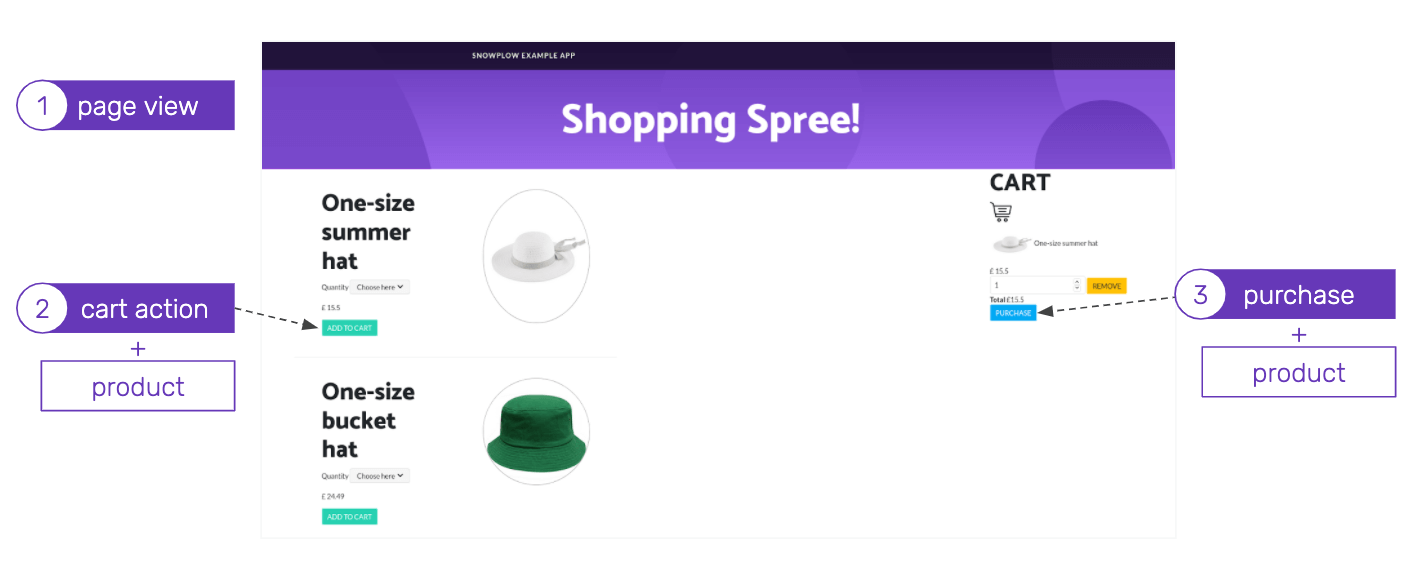 SNOWPLOW EXAMPLE APP
1 page view
Shopping Spree!
One-size
summer
hat
Quantity Choose here
£ 15.5
ADD TO CART
2 cart action
+
product
One-size
bucket
hat
Quantity Choose here
£ 24.49
ADD TO CART
CART
One-size summer hat
£ 15.5
1 REMOVE
Total £15.5
PURCHASE
3 purchase
+
product